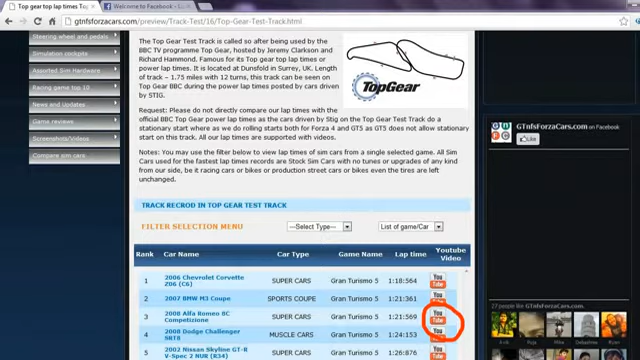 Top gear top lap times Top
Welcome to Facebook - L
gtnfsforzacars.com/preview/Track-Test/16/Top-Gear-Test-Track.html
Steering wheel and pedals
Simulation cockpits
Assorted Sim Hardware
Racing game top 10
News and Updates
Game reviews
Screenshots/Videos
Compare sim cars
The Top Gear Test Track is called so after being used by the
BBC TV programme Top Gear, hosted by Jeremy Clarkson and
Richard Hammond. Famous for its Top gear top lap times or
power lap times. It is located at Dunsfold in Surrey, UK. Length
of track – 1.75 miles with 12 turns, this track can be seen on
Top Gear BBC during the power lap times posted by cars driven
by STIG.
TopGear
Request: Please do not directly compare our lap times with the
official BBC Top Gear power lap times as the cars driven by Stig on the Top Gear Test Track do a
stationary start where as we do rolling starts both for Forza 4 and GT5 as GT5 does not allow stationary
start on this track. All our lap times are supported with videos.
Notes: You may use the filter below to view lap times of sim cars from a single selected game. All Sim
Cars used for the fastest lap times records are Stock Sim Cars with no tunes or upgrades of any kind
from our side, be it racing cars or bikes or production street cars or bikes even the tires are left
unchanged.
TRACK RECROD IN TOP GEAR TEST TRACK
FILTER SELECTION MENU
---Select Type---
List of game/Car
Rank Car Name Car Type Game Name Lap time Youtube Video
1 2006 Chevrolet Corvette Z06 (C6) SUPER CARS Gran Turismo 5 1:18:564 You Tube
2 2007 BMW M3 Coupe SPORTS COUPE Gran Turismo 5 1:21:361 You Tube
3 2008 Alfa Romeo 8C Competizione SUPER CARS Gran Turismo 5 1:21:569 You Tube
4 2008 Dodge Challenger SRT8 MUSCLE CARS Gran Turismo 5 1:24:153 You Tube
5 2002 Nissan Skyline GT-R V-Spec 2 NUR (R34) SUPER CARS Gran Turismo 5 1:26:876 You Tube
GTnfsForzaCars.com on Facebook
Like
27 people like GTnfsForzaCars.com